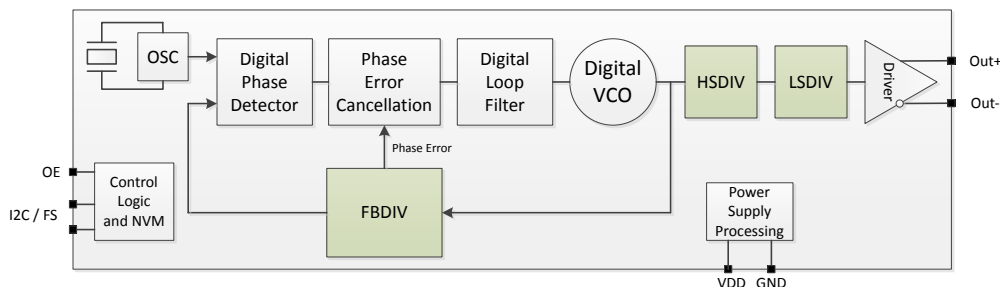 OSC
Digital
Phase
Detector
Phase
Error
Cancellation
Digital
Loop
Filter
Digital
VCO
HSDIV
LSDIV
Driver
Out+
Out-
Phase Error
FBDIV
OE
I2C / FS
Control
Logic
and NVM
Power
Supply
Processing
VDD GND